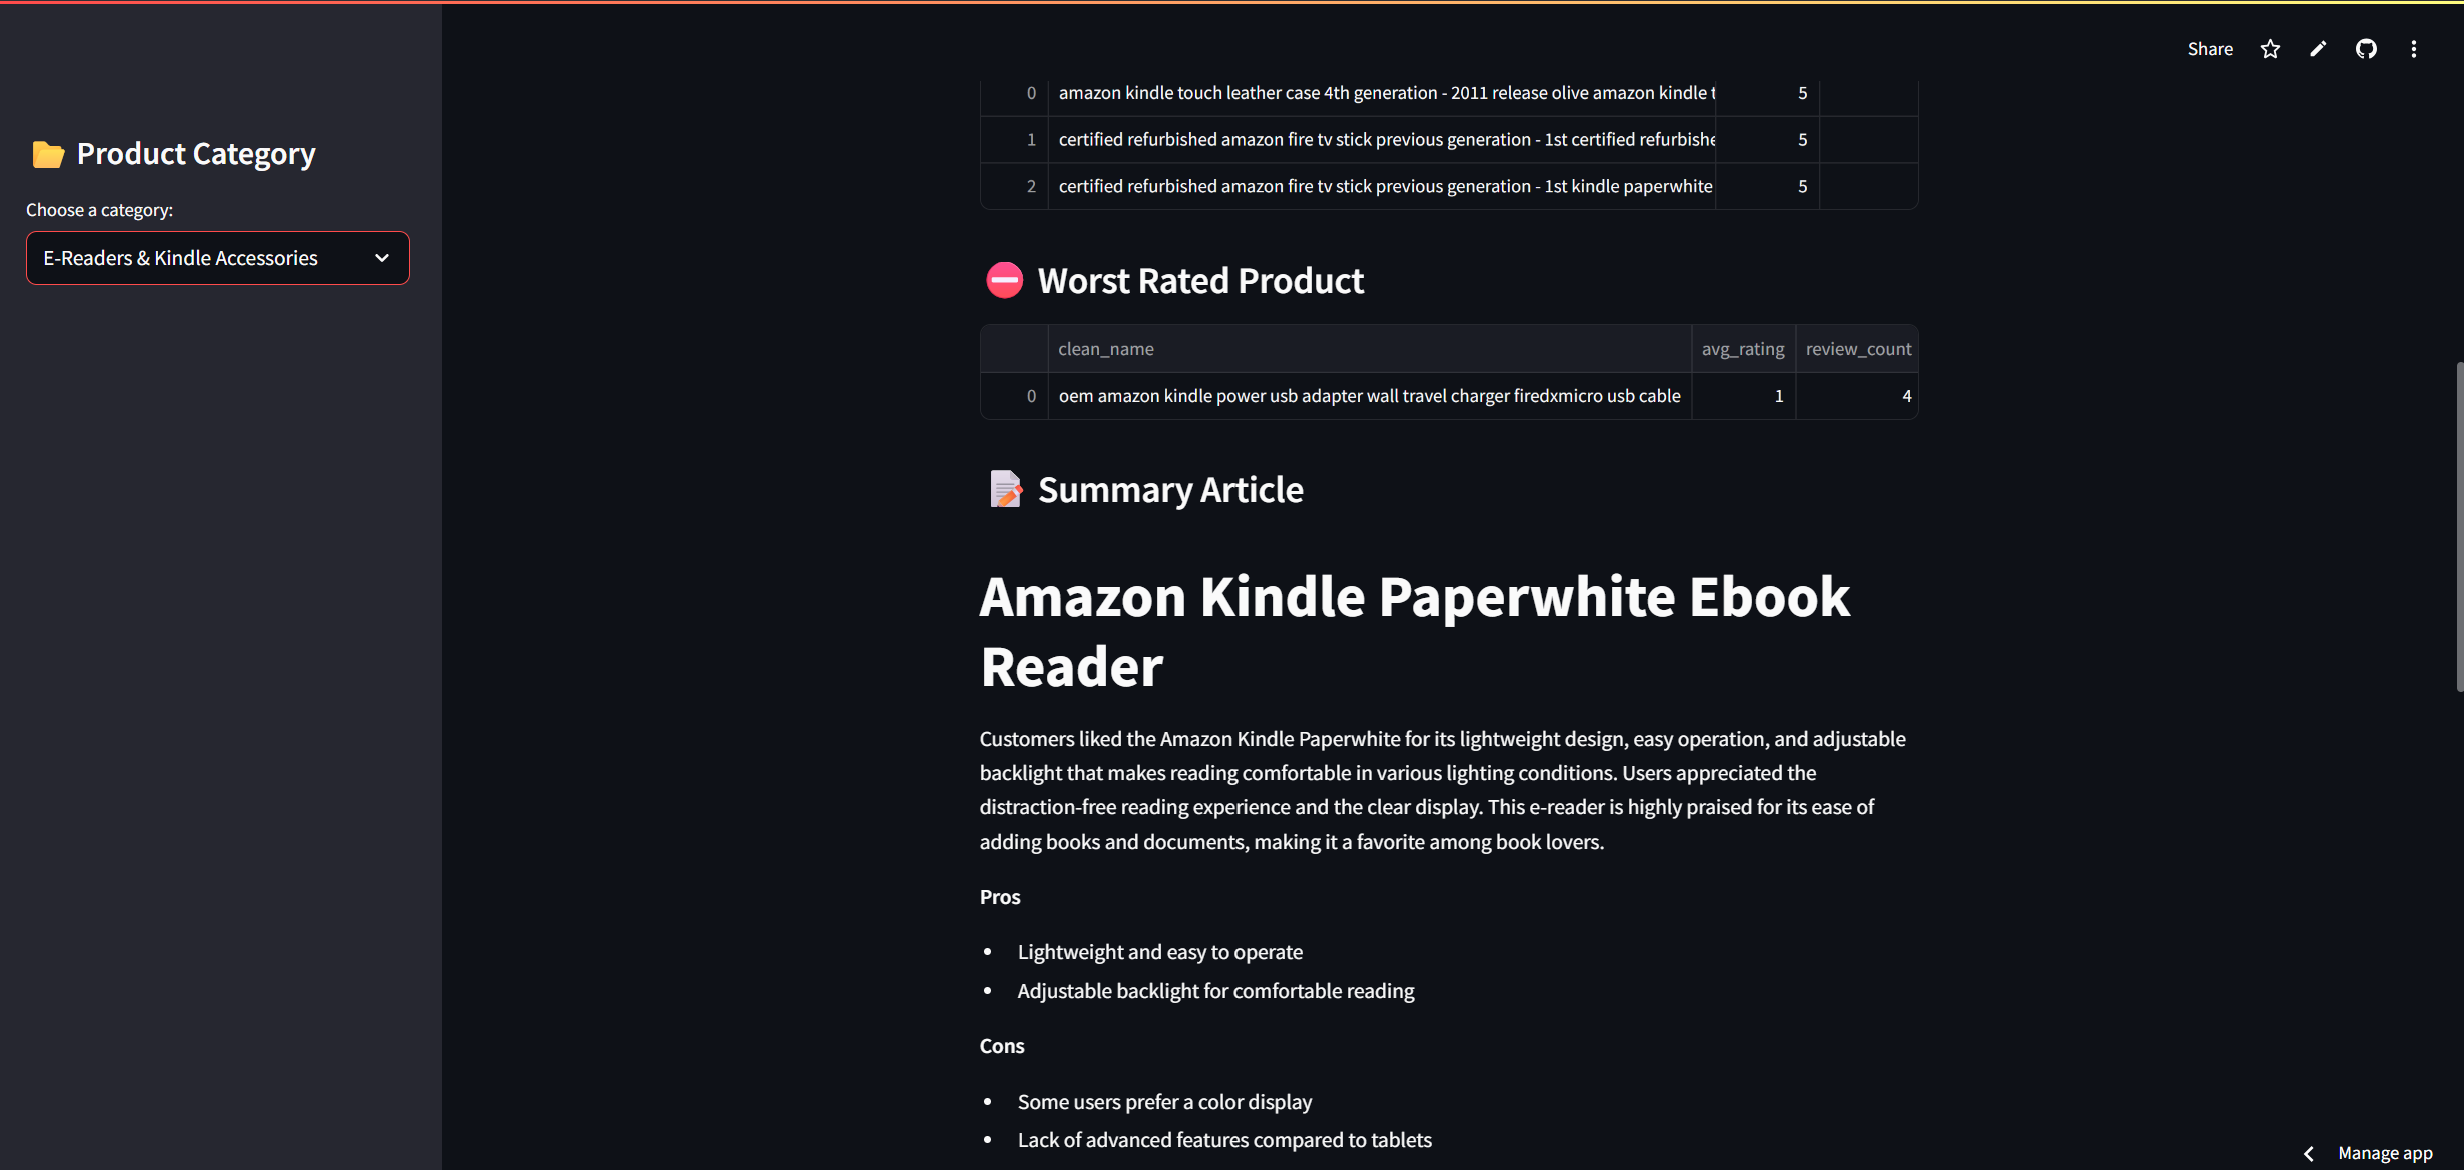 Share
Product Category
Choose a category:
E-Readers & Kindle Accessories
0 amazon kindle touch leather case 4th generation - 2011 release olive amazon kindle t 5
1 certified refurbished amazon fire tv stick previous generation - 1st certified refurbishe 5
2 certified refurbished amazon fire tv stick previous generation - 1st kindle paperwhite 5
Worst Rated Product
clean_name avg_rating review_count
0 oem amazon kindle power usb adapter wall travel charger firedxmicro usb cable 1 4
Summary Article
Amazon Kindle Paperwhite Ebook
Reader
Customers liked the Amazon Kindle Paperwhite for its lightweight design, easy operation, and adjustable
backlight that makes reading comfortable in various lighting conditions. Users appreciated the
distraction-free reading experience and the clear display. This e-reader is highly praised for its ease of
adding books and documents, making it a favorite among book lovers.
Pros
• Lightweight and easy to operate
• Adjustable backlight for comfortable reading
Cons
• Some users prefer a color display
• Lack of advanced features compared to tablets
Manage app